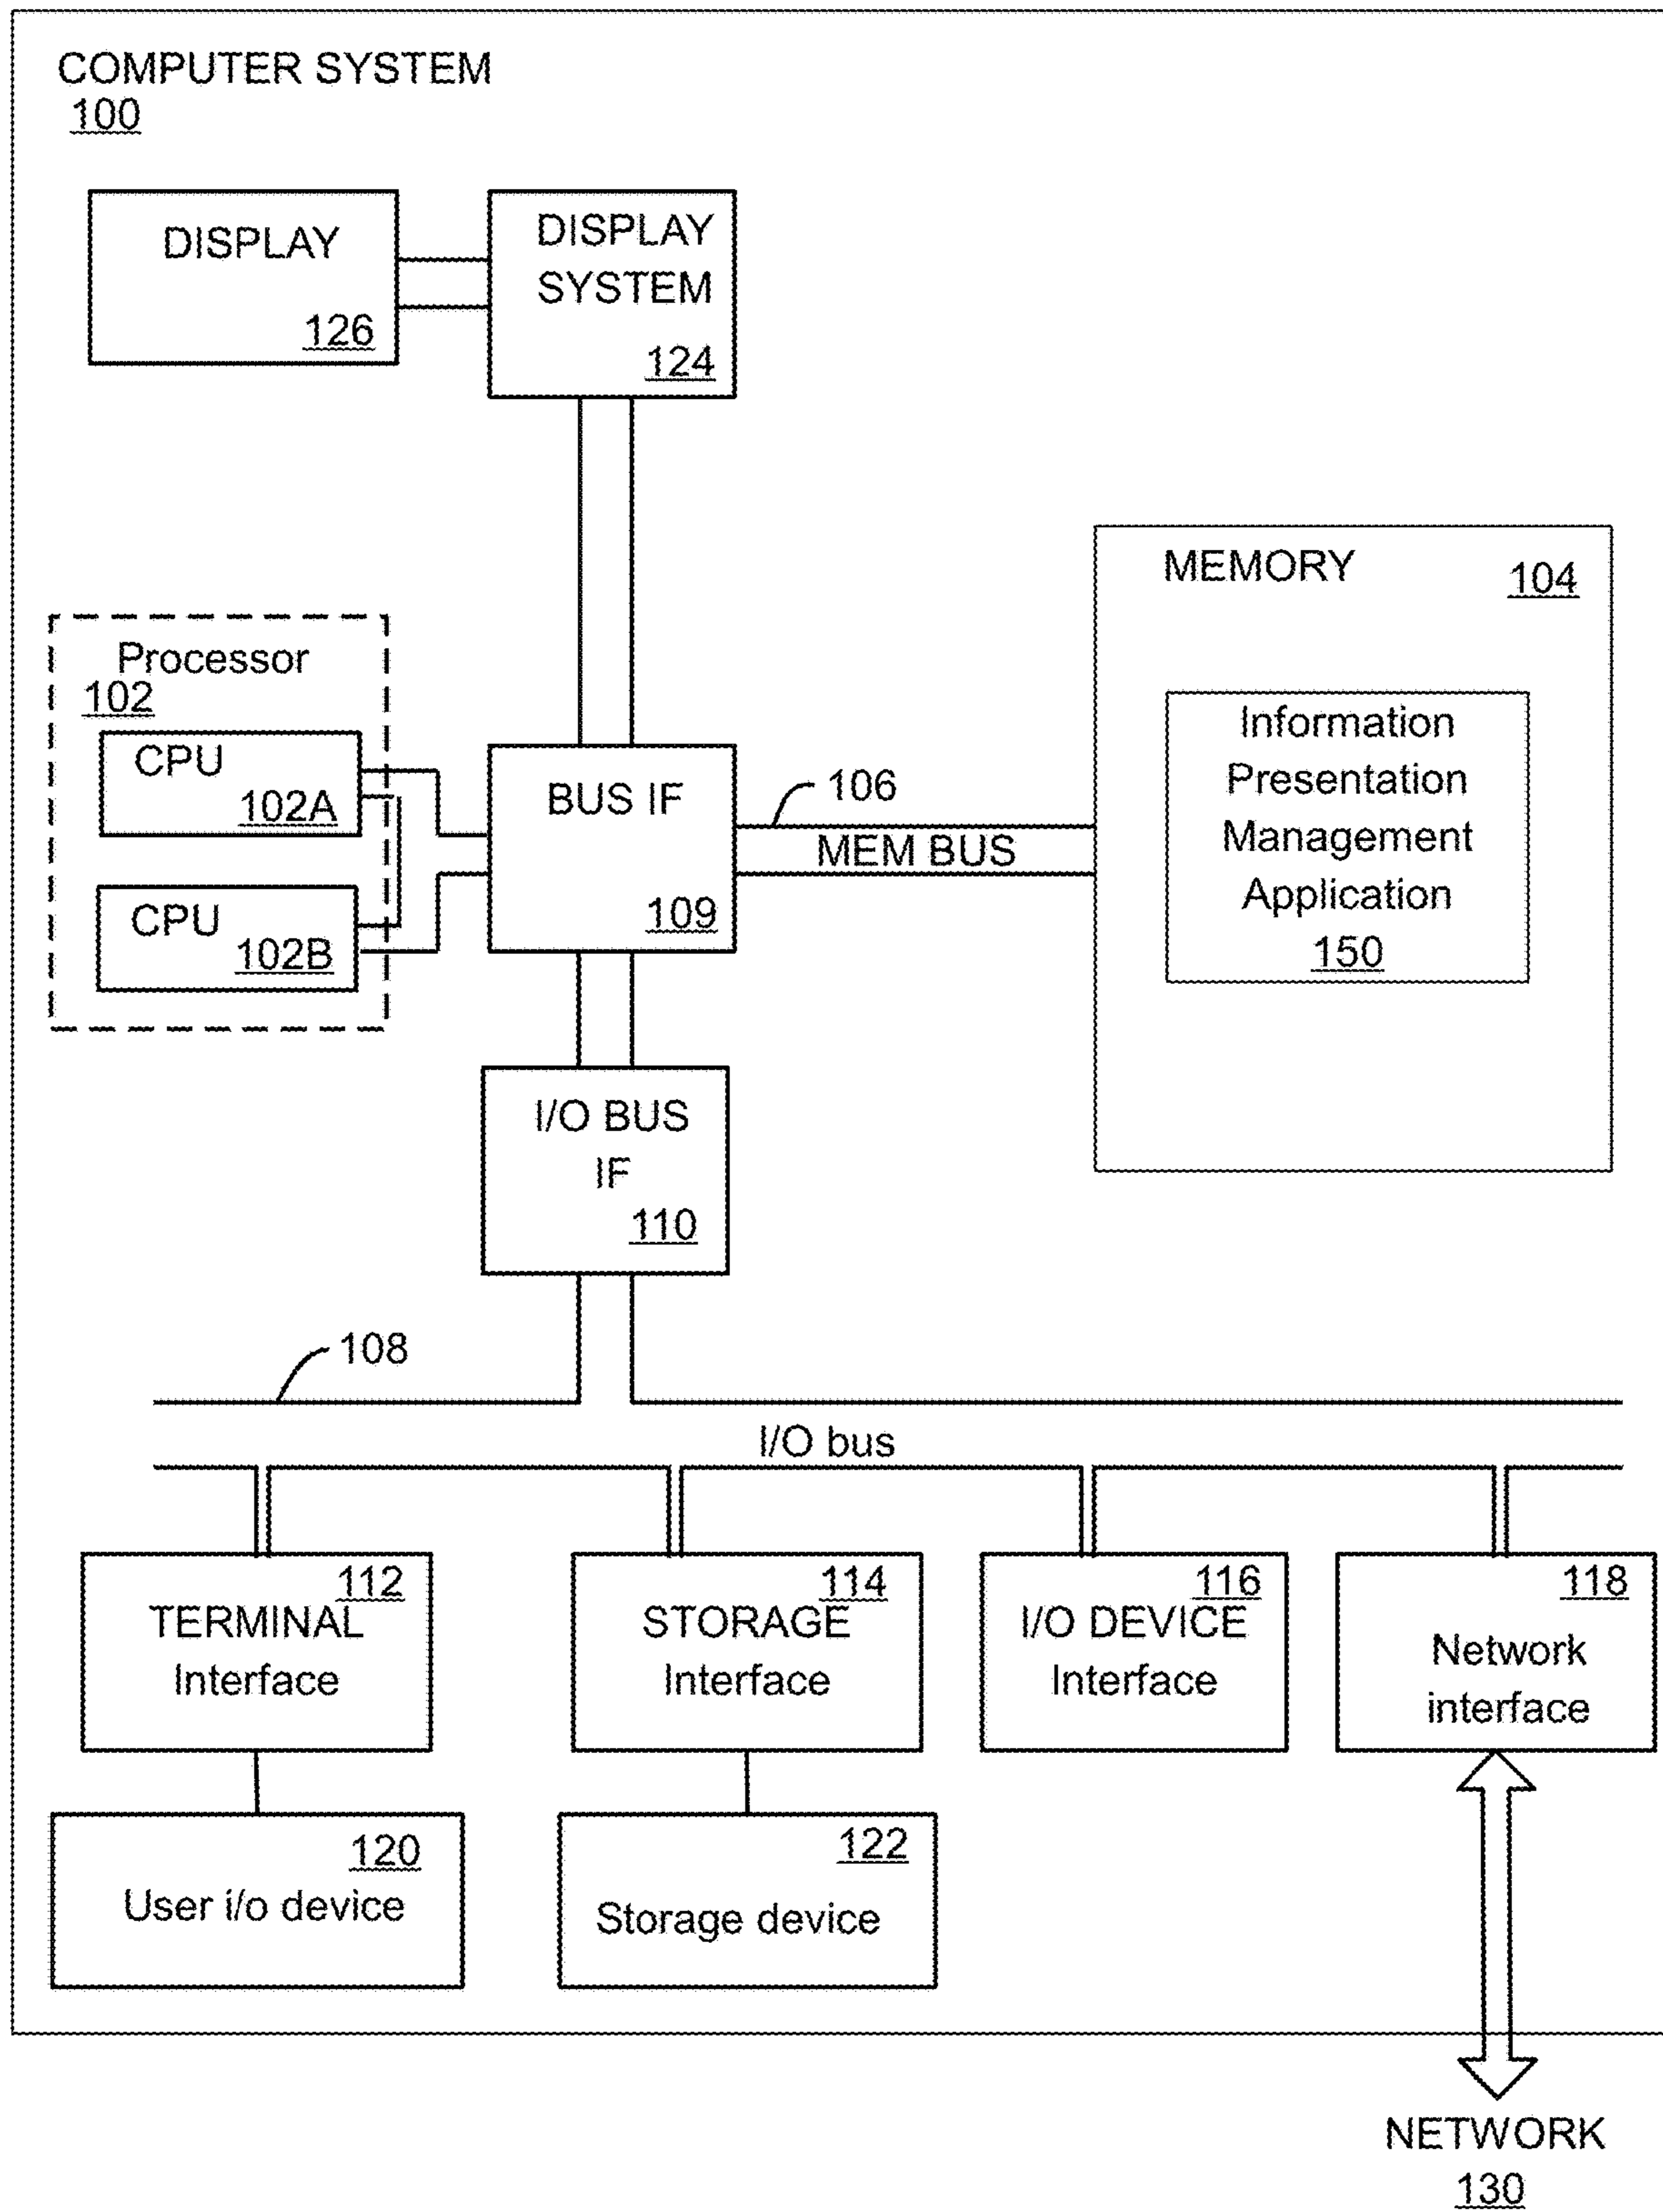 COMPUTER SYSTEM
100
DISPLAY
126
DISPLAY
SYSTEM
124
MEMORY
104
Information
Presentation
Management
Application
150
Processor
102
CPU
102A
CPU
102B
BUS IF
109
106
MEM BUS
I/O BUS
IF
110
108
I/O bus
112
TERMINAL
Interface
114
STORAGE
Interface
116
I/O DEVICE
Interface
118
Network
interface
120
User i/o device
122
Storage device
NETWORK
130